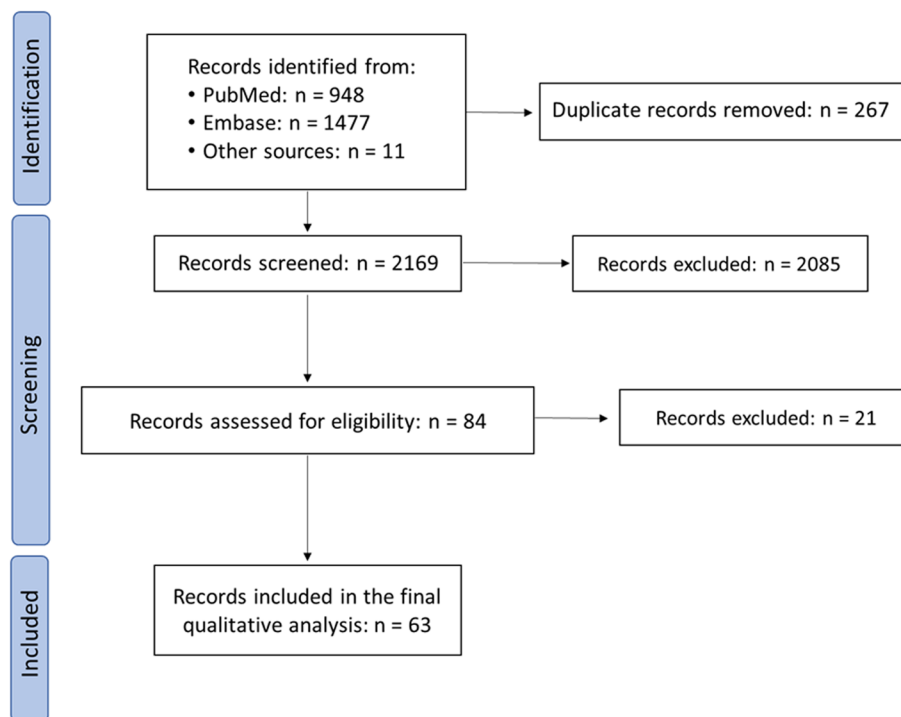 Identification
Records identified from:
• PubMed: n = 948
• Embase: n = 1477
• Other sources: n = 11
Duplicate records removed: n = 267
Screening
Records screened: n = 2169
Records excluded: n = 2085
Records assessed for eligibility: n = 84
Records excluded: n = 21
Included
Records included in the final
qualitative analysis: n = 63